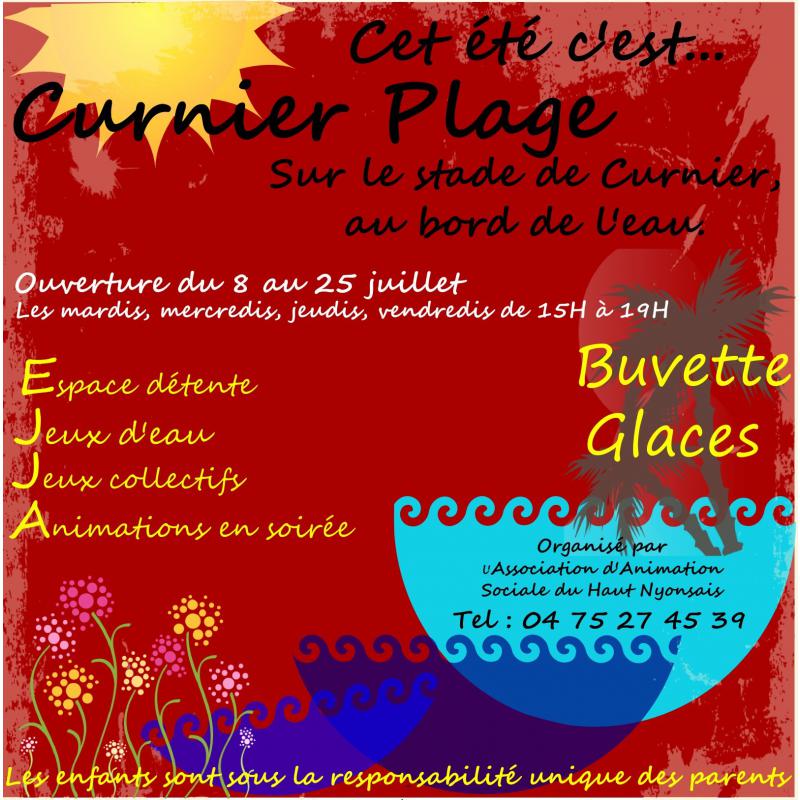 Cet été c'est...
Curnier Plage
Sur le stade de Curnier,
au bord de l'eau.
Ouverture du 8 au 25 juillet
Les mardis, mercredis, jeudis, vendredis de 15H à 19H
Espace détente
Jeux d'eau
Jeux collectifs
Animations en soirée
Buvette
Glaces
Organisé par
l'Association d'Animation
Sociale du Haut Nyonsais
Tel : 04 75 27 45 39
Les enfants sont sous la responsabilité unique des parents